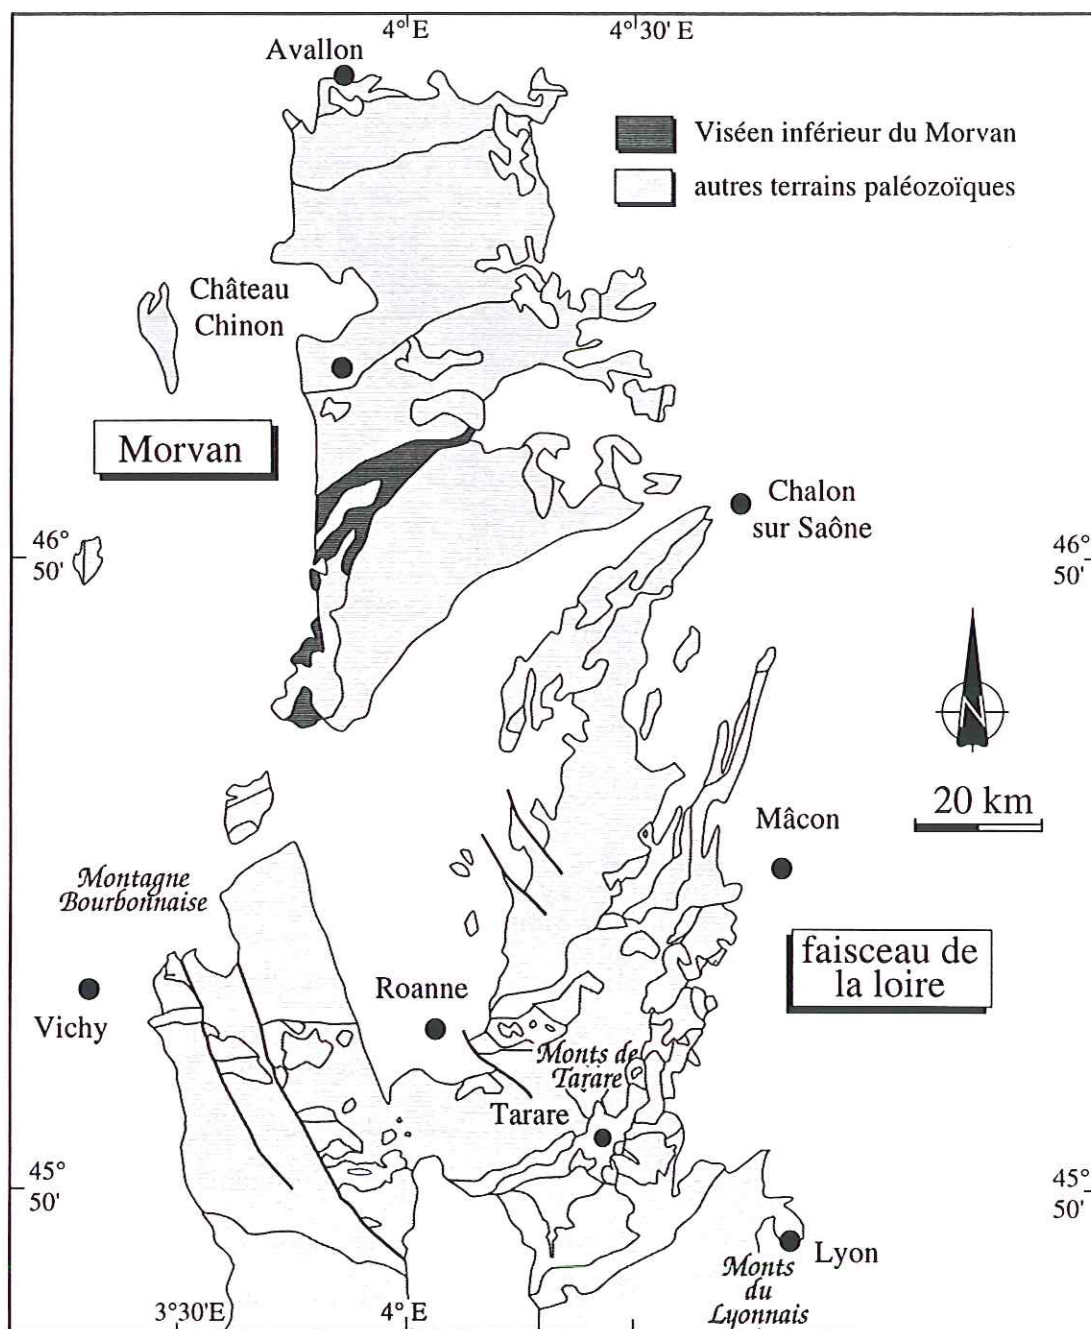 4° E
4°30' E
Avallon
Viséen inférieur du Morvan
autres terrains paléozoïques
Château
Chinon
Morvan
Chalon
sur Saône
46°
50'
46°
50'
N
20 km
Mâcon
Montagne
Bourbonnaise
faisceau de
la loire
Roanne
Vichy
Monts de
Tarare
Tarare
45°
50'
45°
50'
Lyon
Monts
du
Lyonnais
3°30'E
4° E